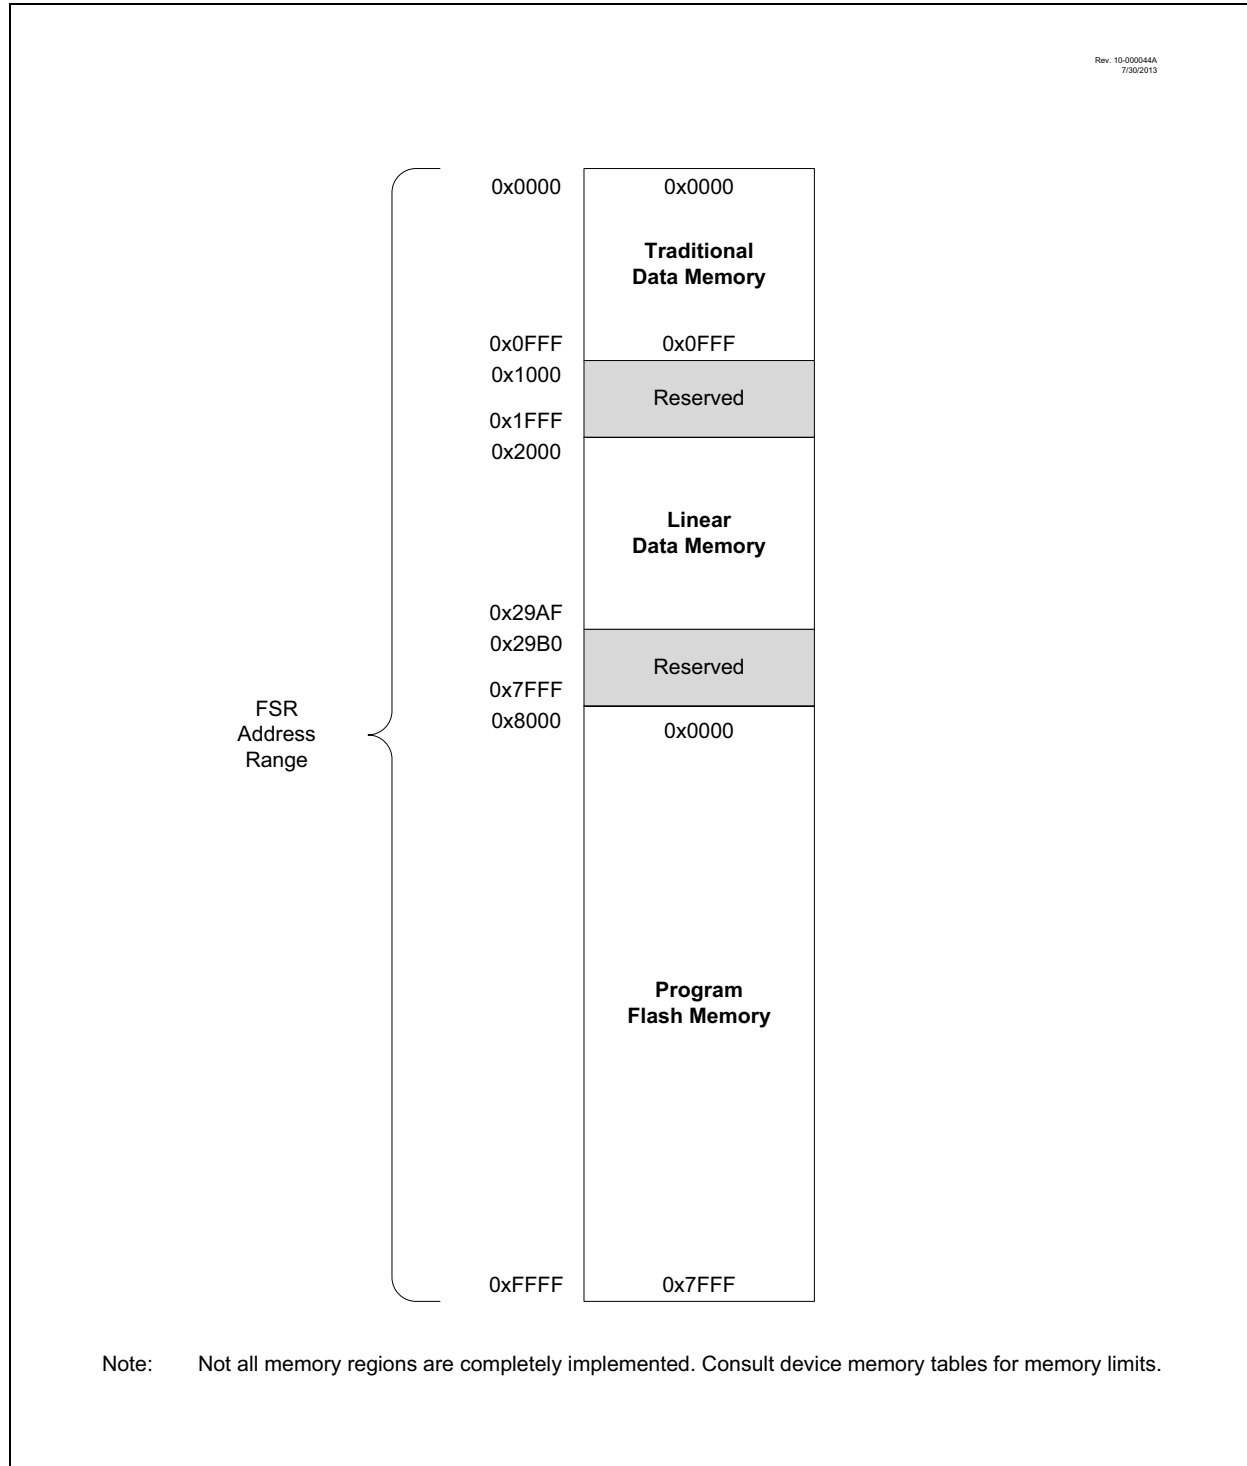 Rev. 10-000044A
7/30/2013
0x0000 0x0000
Traditional
Data Memory
0x0FFF 0x0FFF
0x1000
Reserved
0x1FFF
0x2000
Linear
Data Memory
0x29AF
0x29B0
Reserved
0x7FFF
0x8000 0x0000
FSR
Address
Range
Program
Flash Memory
0xFFFF 0x7FFF
Note: Not all memory regions are completely implemented. Consult device memory tables for memory limits.